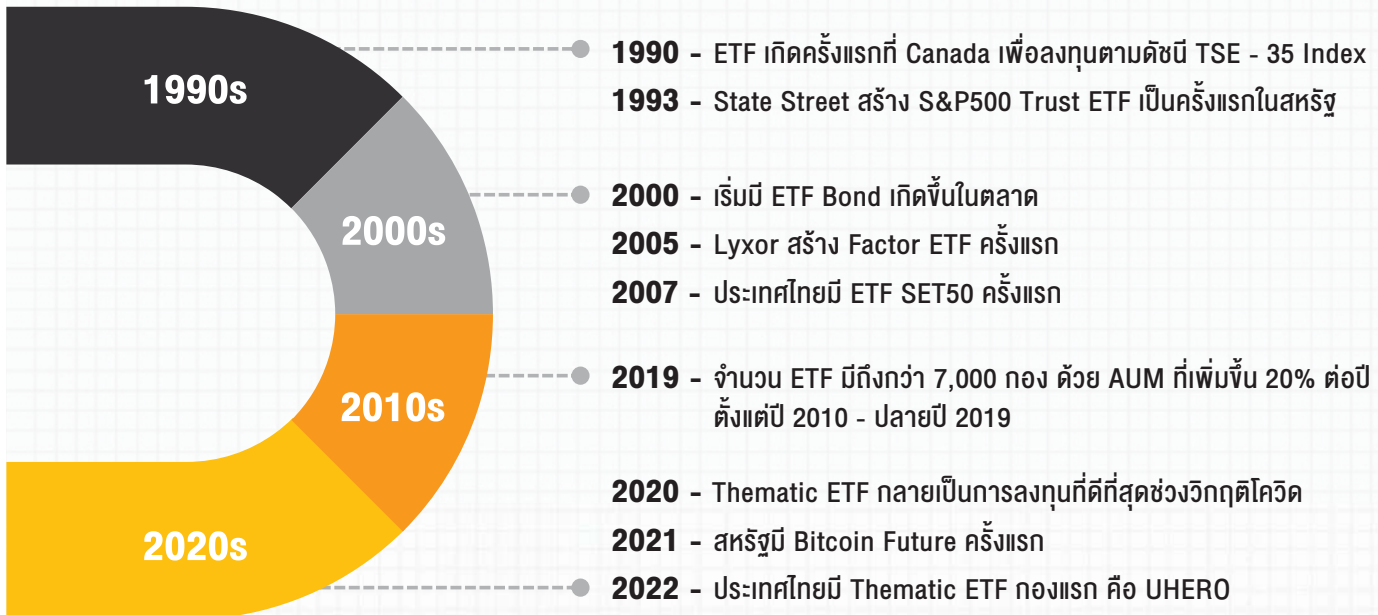 1990s
1990 - ETF เกิดครั้งแรกที่ Canada เพื่อลงทุนตามดัชนี TSE - 35 Index
1993 - State Street สร้าง S&P500 Trust ETF เป็นครั้งแรกในสหรัฐ
2000s
2000 - เริ่มมี ETF Bond เกิดขึ้นในตลาด
2005 - Lyxor สร้าง Factor ETF ครั้งแรก
2007 - ประเทศไทยมี ETF SET50 ครั้งแรก
2010s
2019 - จำนวน ETF มีถึงกว่า 7,000 กอง ด้วย AUM ที่เพิ่มขึ้น 20% ต่อปี
ตั้งแต่ปี 2010 - ปลายปี 2019
2020s
2020 - Thematic ETF กลายเป็นการลงทุนที่ดีที่สุดช่วงวิกฤติโควิด
2021 - สหรัฐมี Bitcoin Future ครั้งแรก
2022 - ประเทศไทยมี Thematic ETF กองแรก คือ UHERO